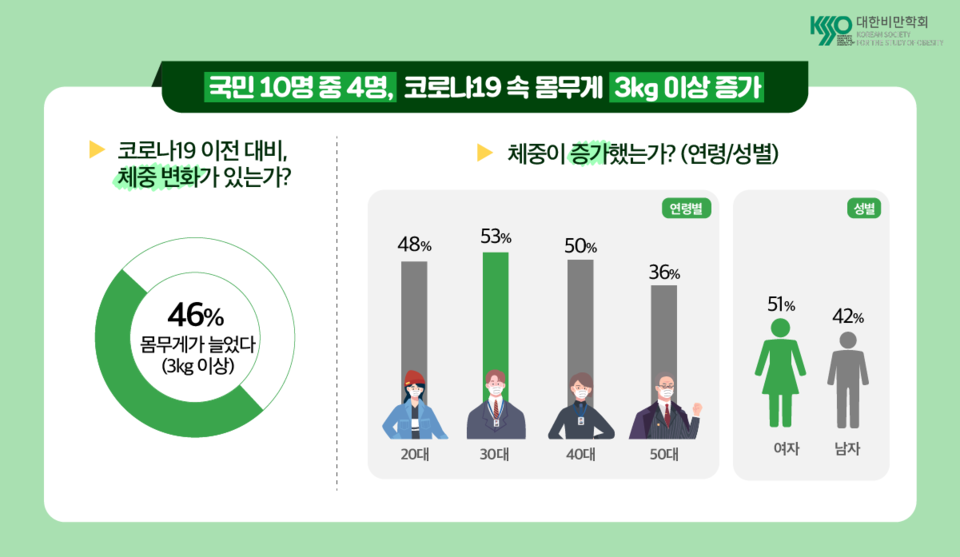 대한비만학회
KOREAN SOCIETY
FOR THE STUDY OF OBESITY
국민 10명 중 4명, 코로나19 속 몸무게 3kg 이상 증가
코로나19 이전 대비,
체중 변화가 있는가?
46%
몸무게가 늘었다
(3kg 이상)
체중이 증가했는가? (연령/성별)
연령별
48%
53%
50%
36%
20대
30대
40대
50대
성별
51%
42%
여자
남자